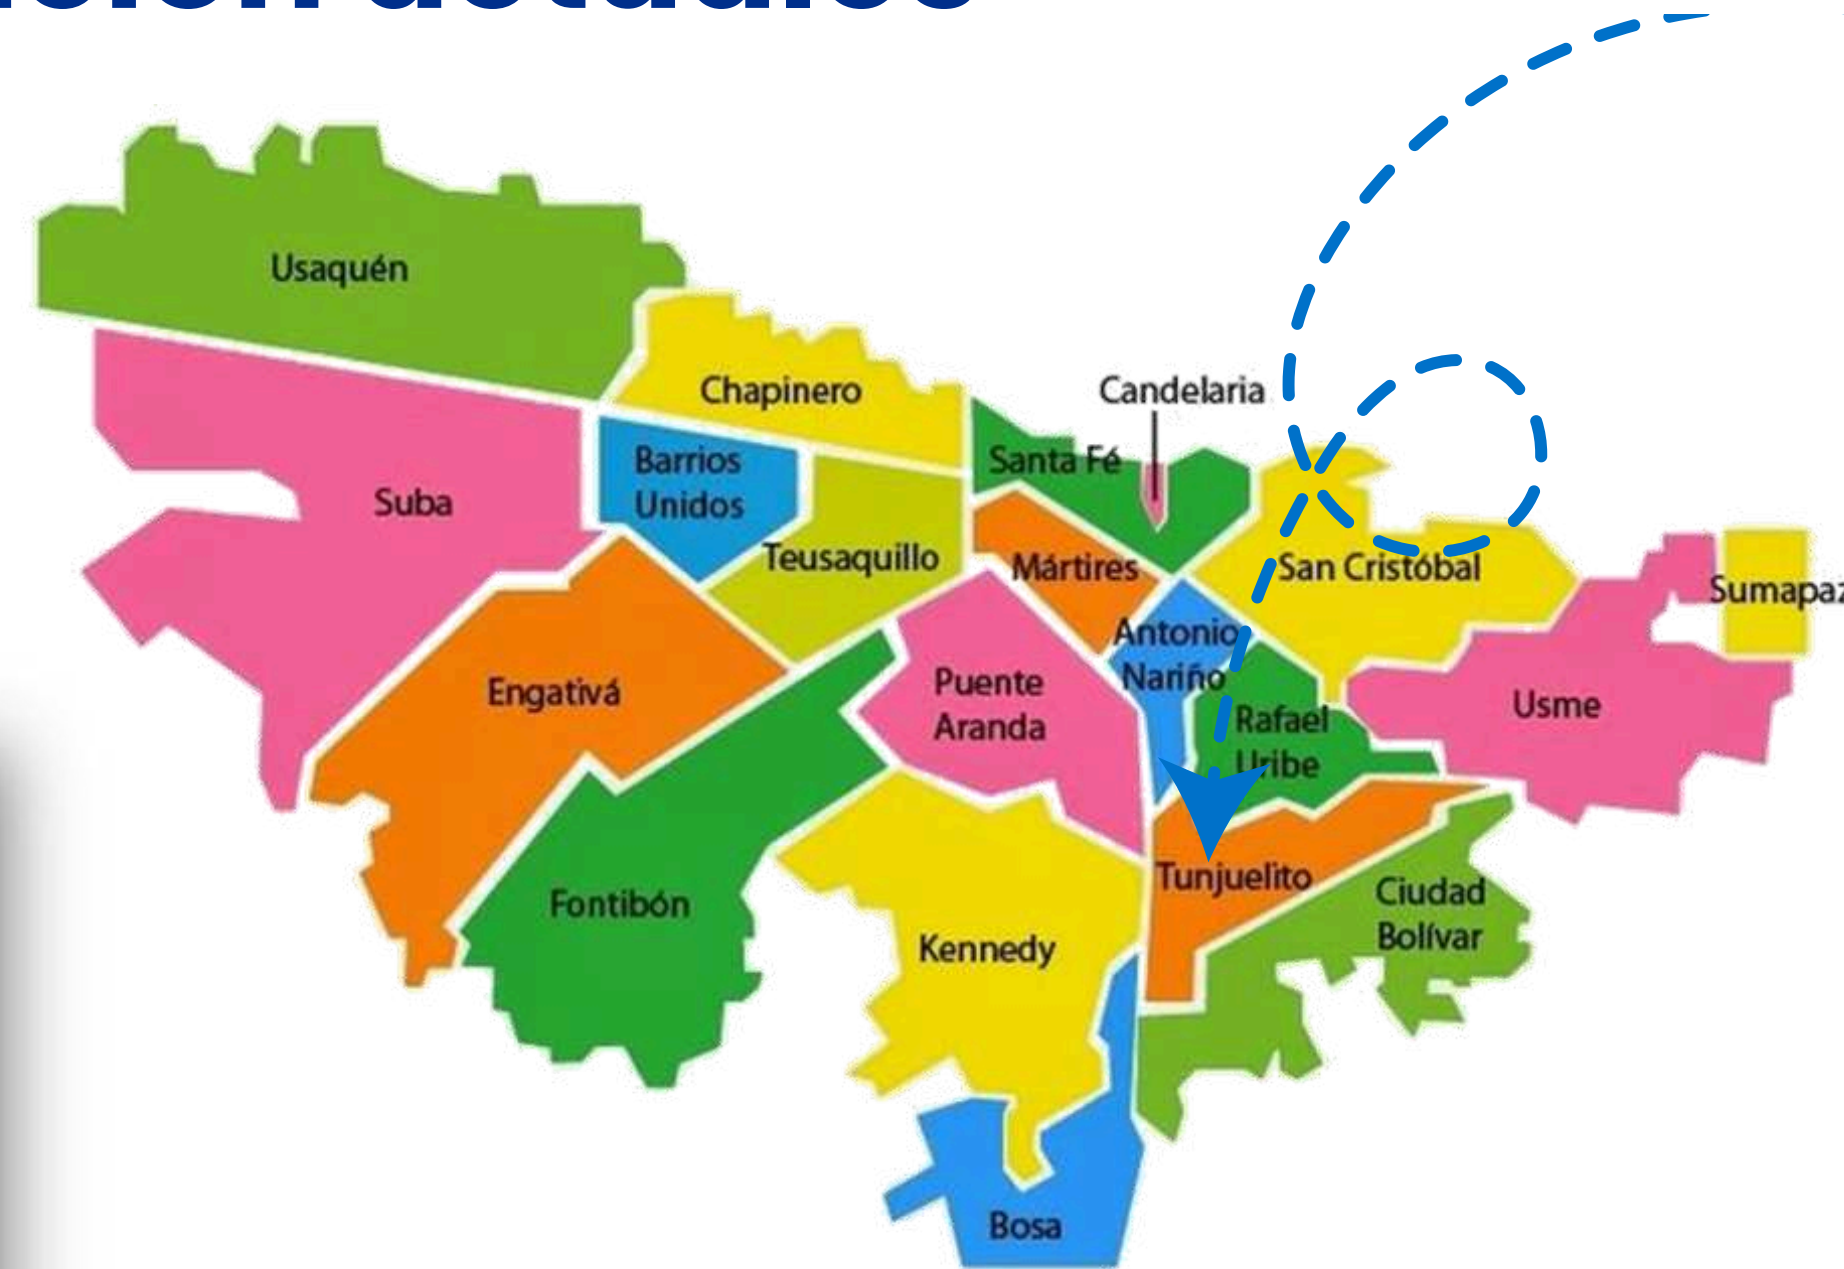 Usaquén
Chapinero
Candelaria
Barrios
Unidos
Santa Fé
Suba
Teusaquillo
Mártires
San Cristóbal
Sumapaz
Antonio
Nariño
Engativá
Puente
Aranda
Usme
Rafael
Uribe
Fontibón
Tunjuelito
Ciudad
Bolívar
Kennedy
Bosa